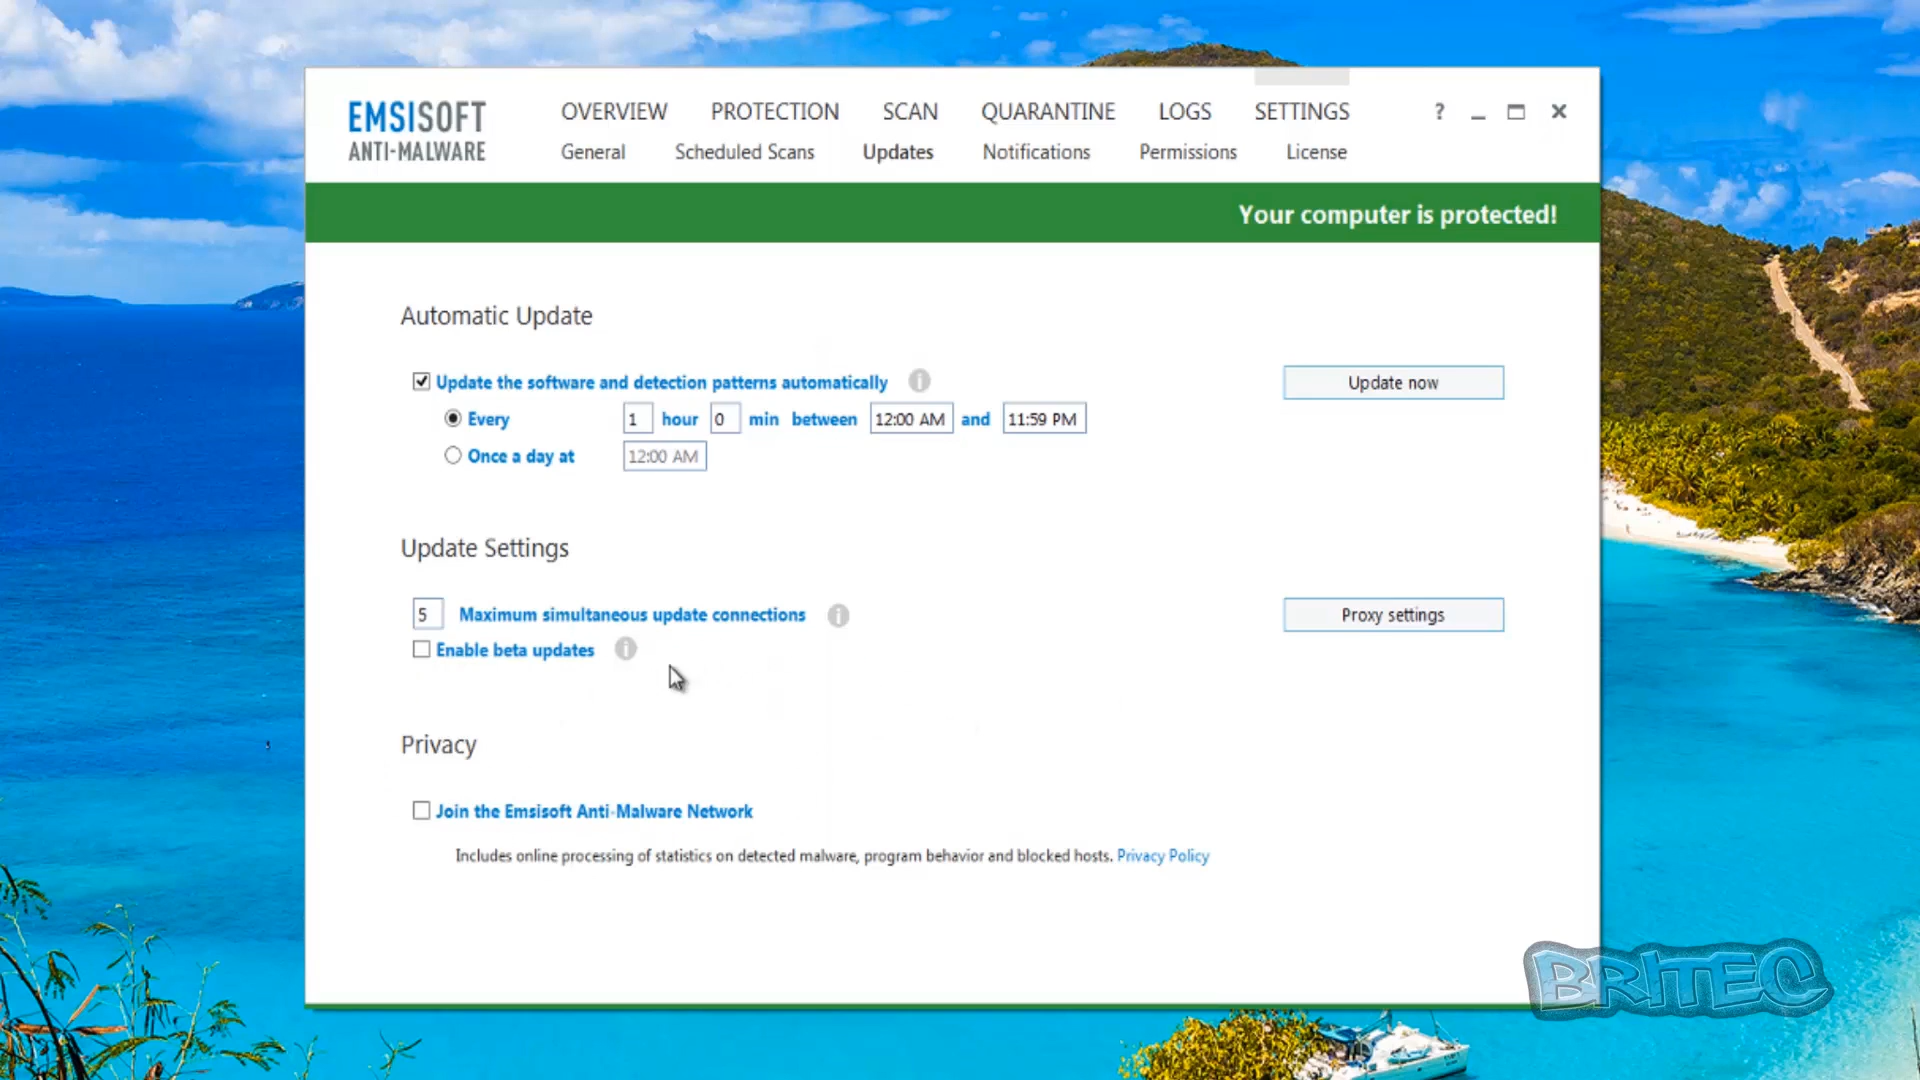 EMSISOFT
ANTI-MALWARE
OVERVIEW PROTECTION SCAN QUARANTINE LOGS SETTINGS ?
General Scheduled Scans Updates Notifications Permissions License
Your computer is protected!
Automatic Update
Update the software and detection patterns automatically i
Update now
Every 1 hour 0 min between 12:00 AM and 11:59 PM
Once a day at 12:00 AM
Update Settings
5 Maximum simultaneous update connections i
Proxy settings
Enable beta updates i
Privacy
Join the Emsisoft Anti-Malware Network
Includes online processing of statistics on detected malware, program behavior and blocked hosts. Privacy Policy
BRITEC